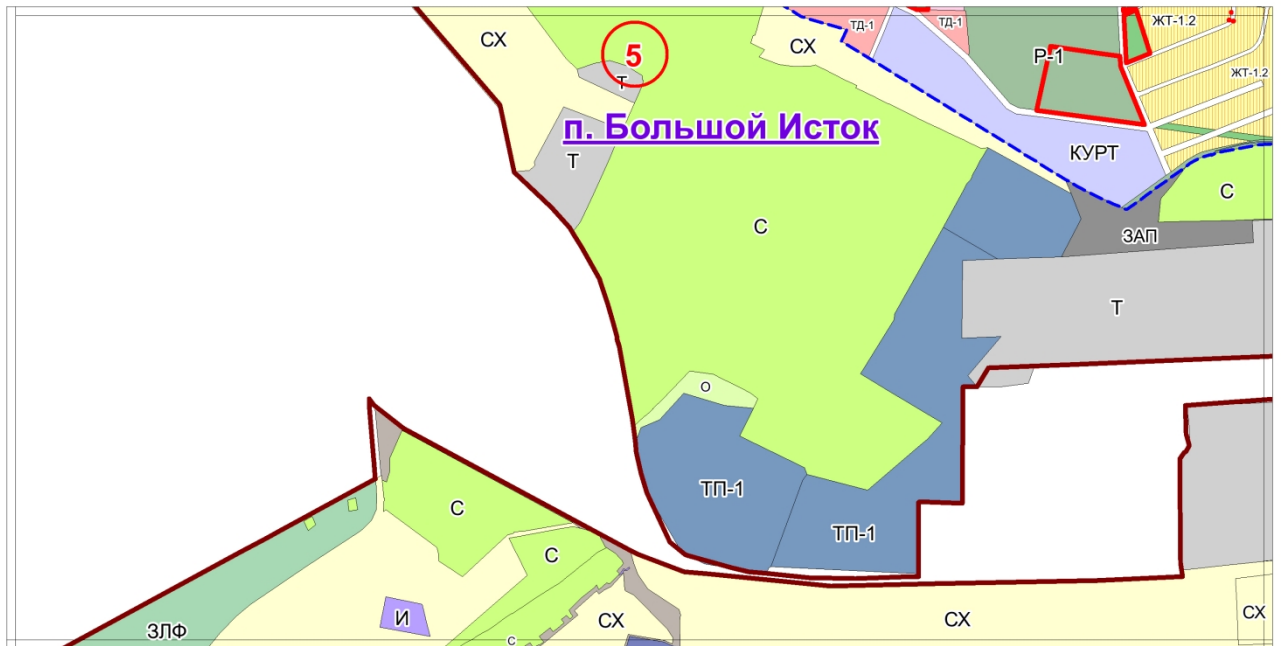 ТД-1
ТД-1
ЖТ-1.2
СХ
СХ
5
Р-1
ЖТ-1.2
Т
п. Большой Исток
Т
КУРТ
С
С
ЗАП
Т
О
ТП-1
С
ТП-1
С
И
СХ
СХ
СХ
ЗЛФ
С